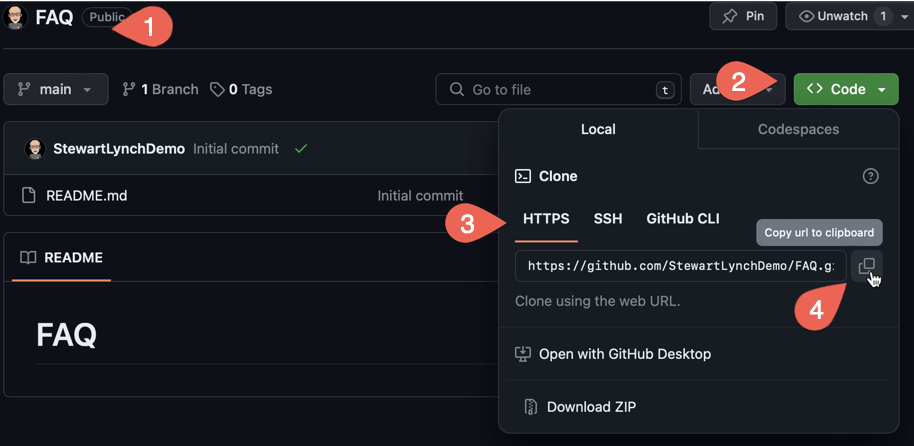 FAQ Public 1 Pin Unwatch 1
main 1 Branch 0 Tags Go to file t 2 Code
Local Codespaces
StewartLynchDemo Initial commit
Clone
README.md Initial commit
3 HTTPS SSH GitHub CLI
Copy url to clipboard
README
https://github.com/StewartLynchDemo/FAQ.g
Clone using the web URL.
4
FAQ
Open with GitHub Desktop
Download ZIP